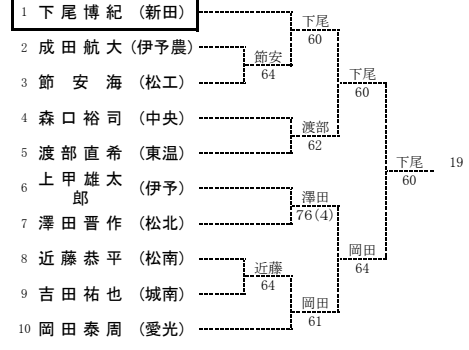 1 下尾博紀 (新田)
下尾
60
2 成田航大 (伊予農)
節安
64
3 節安海 (松工)
下尾
60
4 森口裕司 (中央)
渡部
62
5 渡部直希 (東温)
下尾
60
19
6 上甲雄太郎 (伊予)
澤田
76(4)
7 澤田晋作 (松北)
岡田
64
8 近藤恭平 (松南)
近藤
64
9 吉田祐也 (城南)
岡田
61
10 岡田泰周 (愛光)